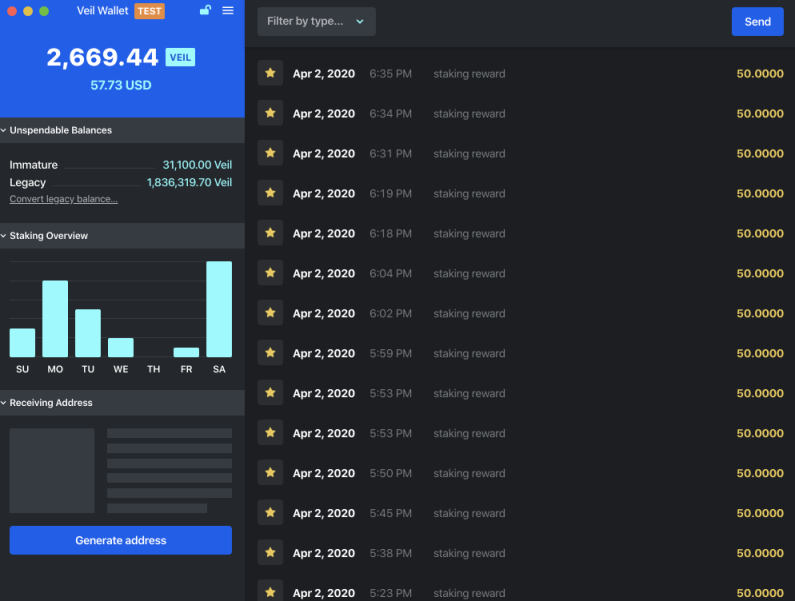 Veil Wallet TEST
2,669.44 VEIL
57.73 USD
Unspendable Balances
Immature 31,100.00 Veil
Legacy 1,836,319.70 Veil
Convert legacy balance...
Staking Overview
SU MO TU WE TH FR SA
Receiving Address
Generate address
Filter by type... Send
Apr 2, 2020 6:35 PM staking reward 50.0000
Apr 2, 2020 6:34 PM staking reward 50.0000
Apr 2, 2020 6:31 PM staking reward 50.0000
Apr 2, 2020 6:19 PM staking reward 50.0000
Apr 2, 2020 6:18 PM staking reward 50.0000
Apr 2, 2020 6:04 PM staking reward 50.0000
Apr 2, 2020 6:02 PM staking reward 50.0000
Apr 2, 2020 5:59 PM staking reward 50.0000
Apr 2, 2020 5:53 PM staking reward 50.0000
Apr 2, 2020 5:53 PM staking reward 50.0000
Apr 2, 2020 5:50 PM staking reward 50.0000
Apr 2, 2020 5:45 PM staking reward 50.0000
Apr 2, 2020 5:38 PM staking reward 50.0000
Apr 2, 2020 5:23 PM staking reward 50.0000